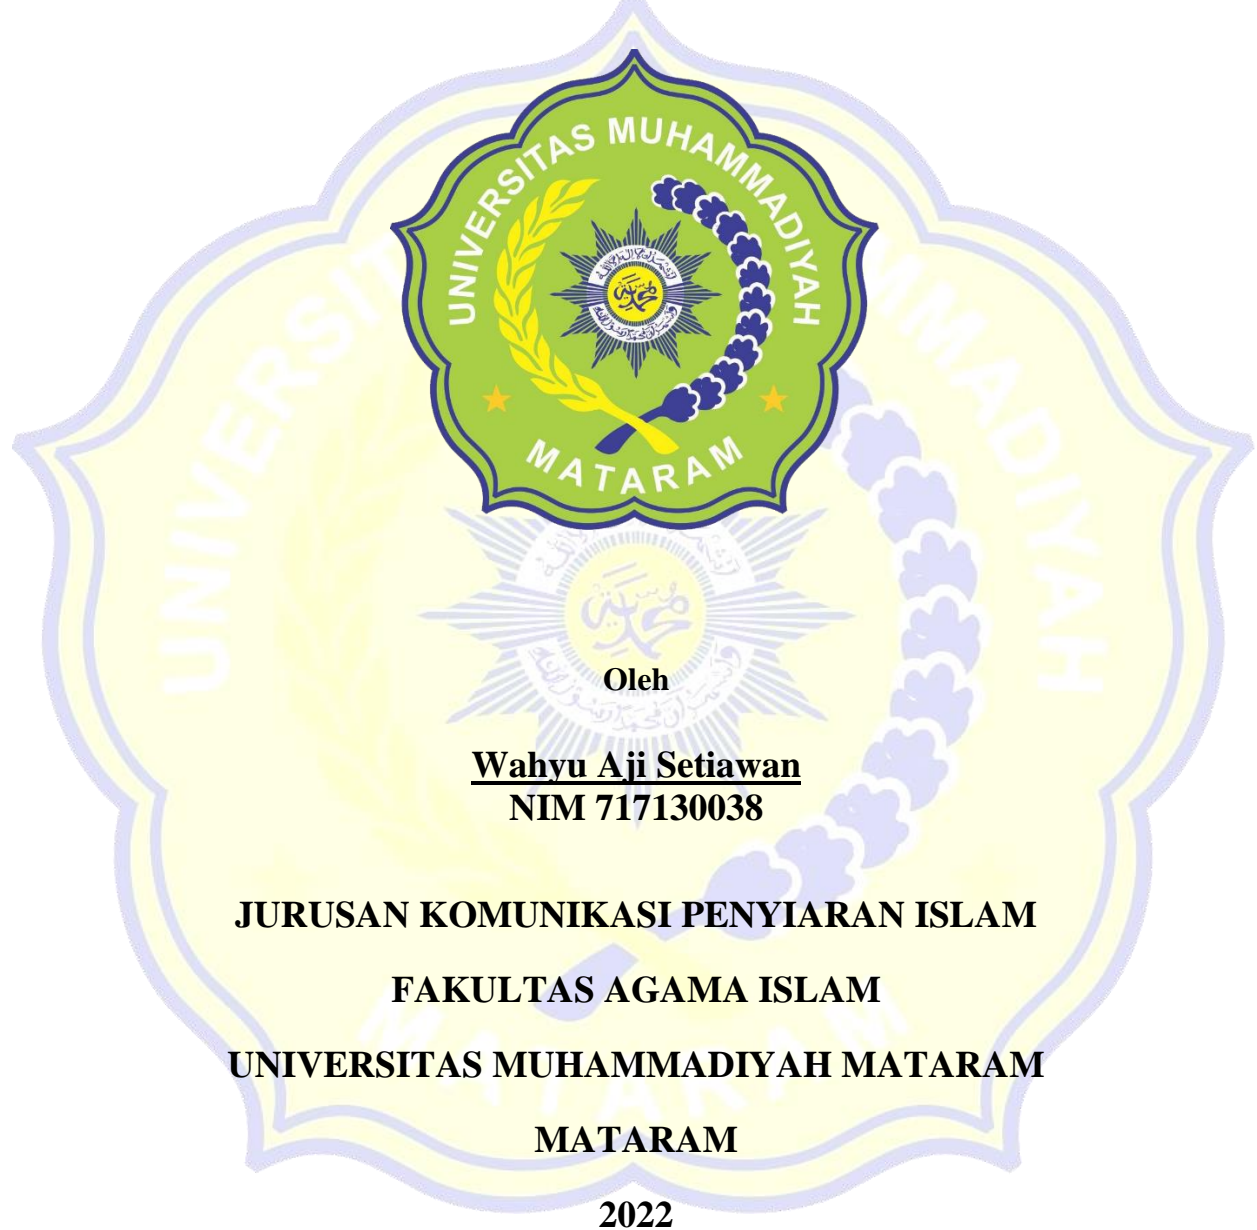 UNIVERSITAS MUHAMMADIYAH
محمدية
MATARAM
Oleh
Wahyu Aji Setiawan
NIM 717130038
JURUSAN KOMUNIKASI PENYIARAN ISLAM
FAKULTAS AGAMA ISLAM
UNIVERSITAS MUHAMMADIYAH MATARAM
MATARAM
2022